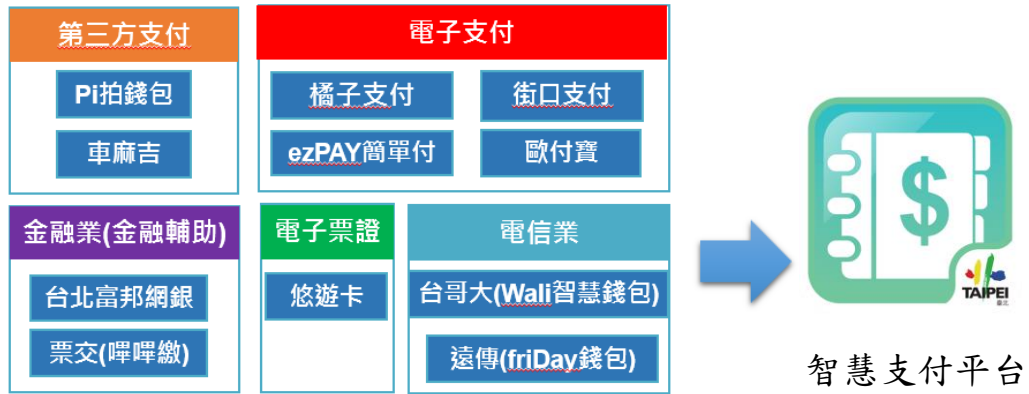 第三方支付
Pi拍錢包
車麻吉
電子支付
橘子支付
街口支付
ezPAY簡單付
歐付寶
金融業(金融輔助)
台北富邦網銀
票交(嗶嗶繳)
電子票證
悠遊卡
電信業
台哥大(Wali智慧錢包)
遠傳(friDay錢包)
$
TAIPEI
臺北
智慧支付平台